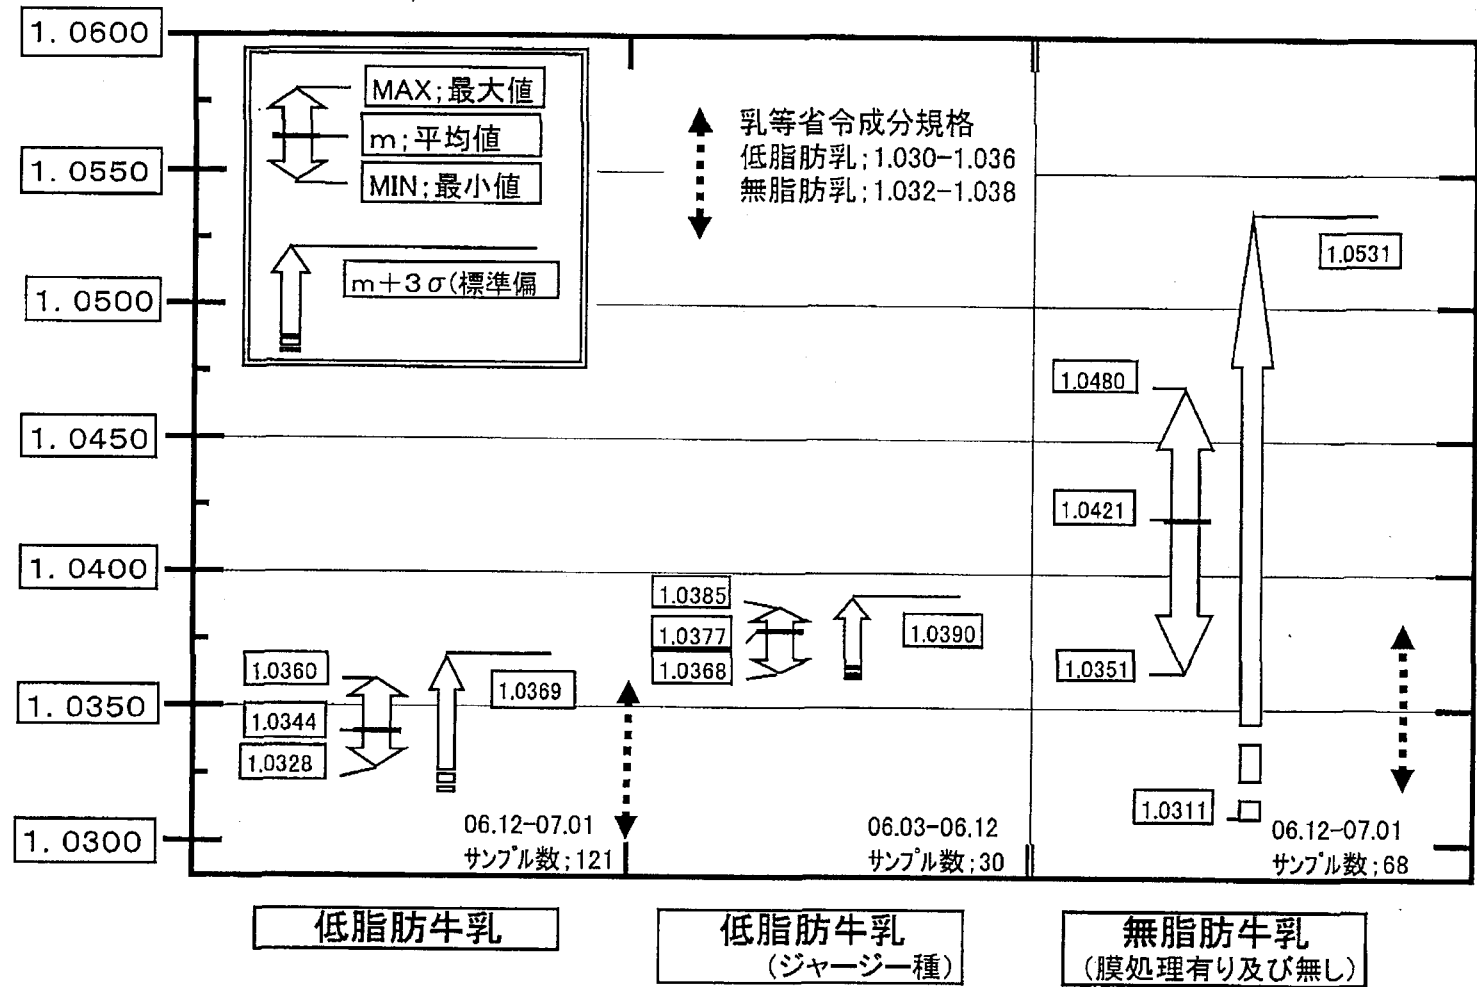 1. 0600
1. 0550
1. 0500
1. 0450
1. 0400
1. 0350
1. 0300
MAX;最大値
m;平均値
MIN;最小値
m+3σ(標準偏
乳等省令成分規格
低脂肪乳;1.030-1.036
無脂肪乳;1.032-1.038
1.0360
1.0344
1.0328
1.0369
06.12-07.01
サンプル数;121
1.0385
1.0377
1.0368
1.0390
06.03-06.12
サンプル数;30
1.0480
1.0421
1.0351
1.0531
1.0311
06.12-07.01
サンプル数;68
低脂肪牛乳
低脂肪牛乳
(ジャージー種)
無脂肪牛乳
(膜処理有り及び無し)